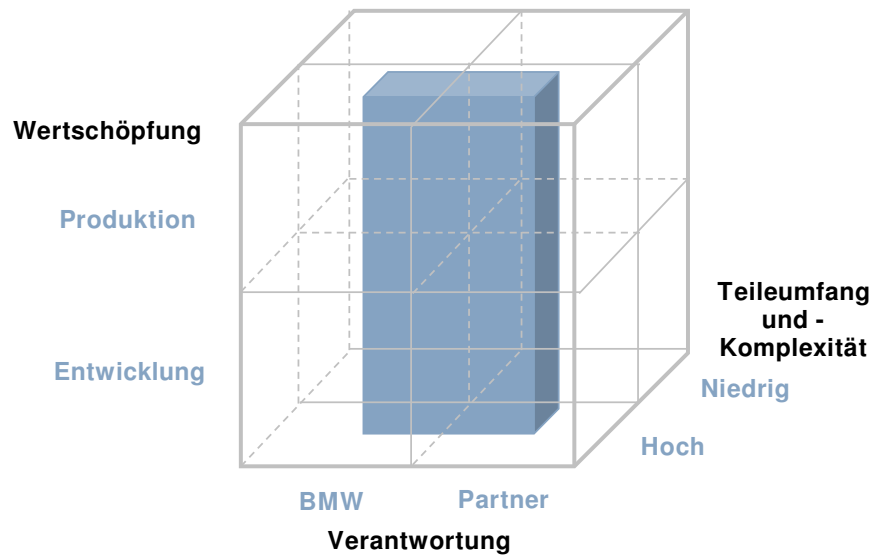 Wertschöpfung
Produktion
Entwicklung
Teileumfang
und -
Komplexität
Niedrig
Hoch
BMW
Partner
Verantwortung